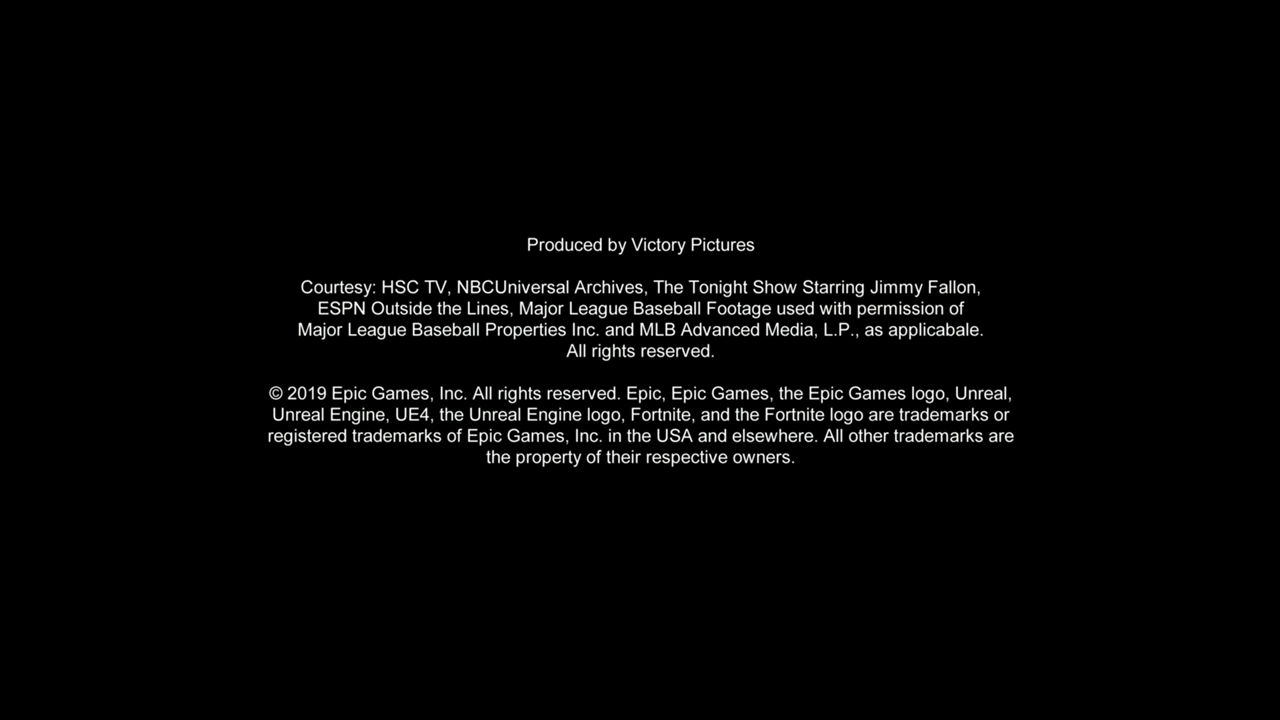 Produced by Victory Pictures
Courtesy: HSC TV, NBCUniversal Archives, The Tonight Show Starring Jimmy Fallon,
ESPN Outside the Lines, Major League Baseball Footage used with permission of
Major League Baseball Properties Inc. and MLB Advanced Media, L.P., as applicabale.
All rights reserved.
© 2019 Epic Games, Inc. All rights reserved. Epic, Epic Games, the Epic Games logo, Unreal,
Unreal Engine, UE4, the Unreal Engine logo, Fortnite, and the Fortnite logo are trademarks or
registered trademarks of Epic Games, Inc. in the USA and elsewhere. All other trademarks are
the property of their respective owners.